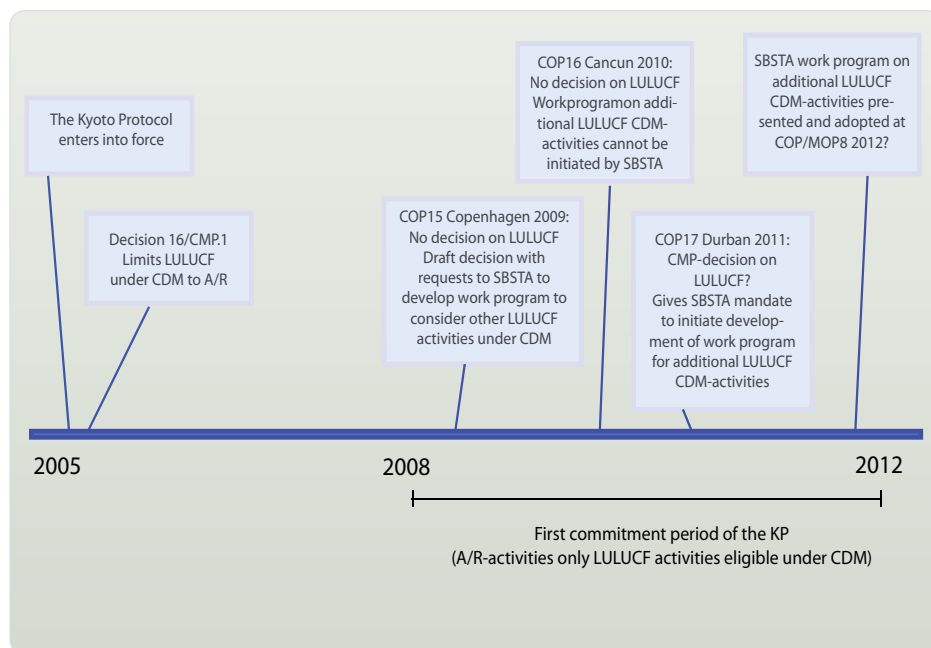 The Kyoto Protocol
enters into force
Decision 16/CMP.1
Limits LULUCF
under CDM to A/R
COP15 Copenhagen 2009:
No decision on LULUCF
Draft decision with
requests to SBSTA to
develop work program to
consider other LULUCF
activities under CDM
COP16 Cancun 2010:
No decision on LULUCF
Workprogramon addi-
tional LULUCF CDM-
activities cannot be
initiated by SBSTA
COP17 Durban 2011:
CMP-decision on
LULUCF?
Gives SBSTA mandate
to initiate develop-
ment of work program
for additional LULUCF
CDM-activities
SBSTA work program on
additional LULUCF
CDM-activities pre-
sented and adopted at
COP/MOP8 2012?
2005
2008
2012
First commitment period of the KP
(A/R-activities only LULUCF activities eligible under CDM)